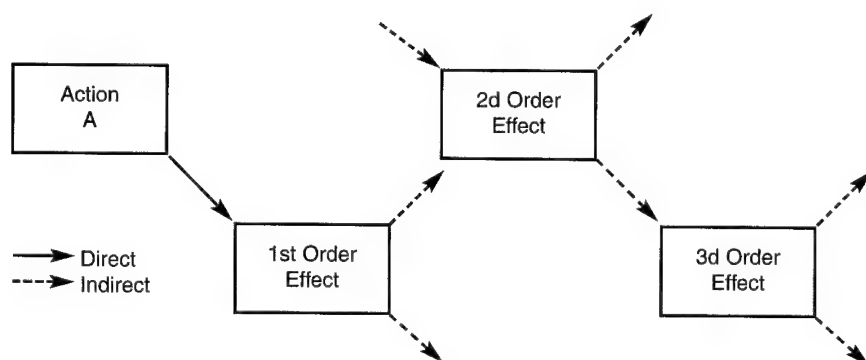 Action
A
2d Order
Effect
1st Order
Effect
3d Order
Effect
Direct
Indirect